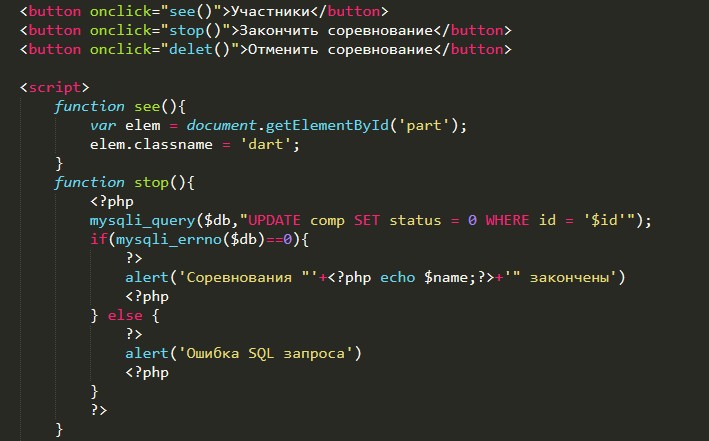 <button onclick="see()">Участники</button>
<button onclick="stop()">Закончить соревнование</button>
<button onclick="delet()">Отменить соревнование</button>
<script>
function see(){
var elem = document.getElementById('part');
elem.classname = 'dart';
}
function stop(){
<?php
mysqli_query($db,"UPDATE comp SET status = 0 WHERE id = '$id'");
if(mysqli_errno($db)==0){
?>
alert('Соревнования "'+<?php echo $name;?>+'" закончены')
<?php
} else {
?>
alert('Ошибка SQL запроса')
<?php
}
?>
}